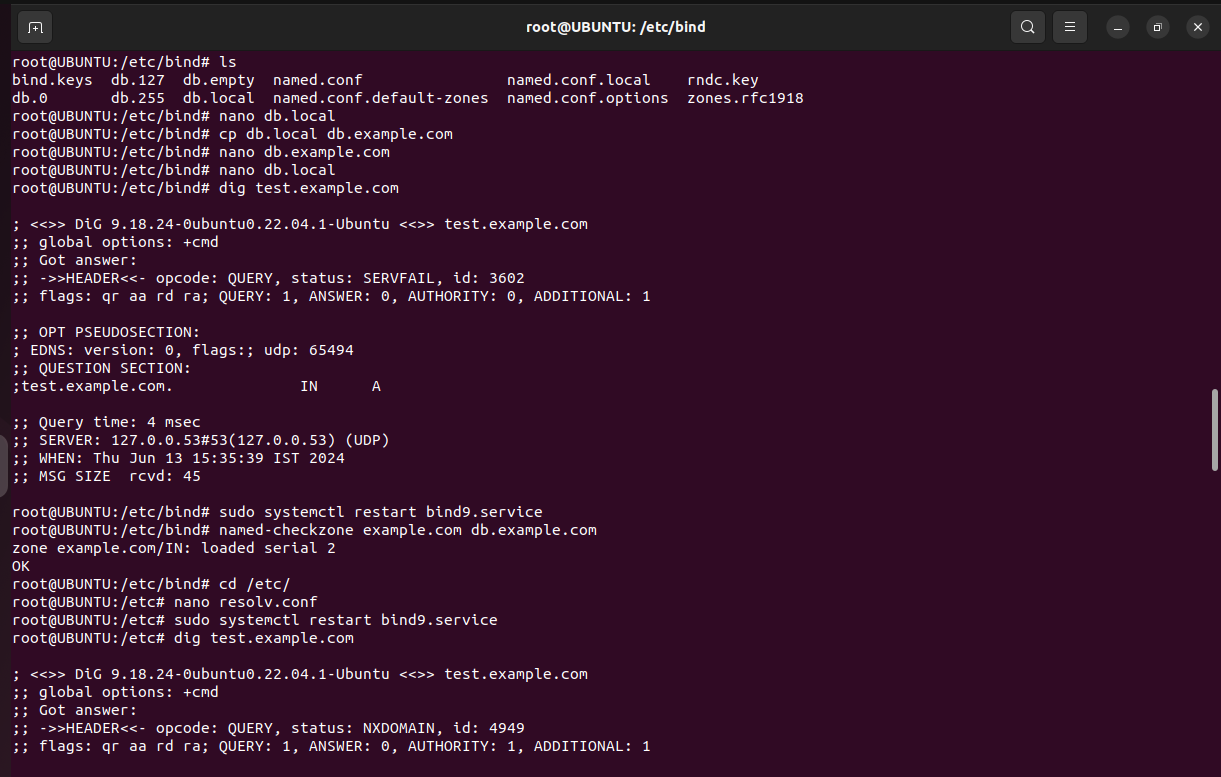 root@UBUNTU: /etc/bind
root@UBUNTU:/etc/bind# ls
bind.keys  db.127  db.empty  named.conf                named.conf.local    rndc.key
db.0       db.255  db.local  named.conf.default-zones  named.conf.options  zones.rfc1918
root@UBUNTU:/etc/bind# nano db.local
root@UBUNTU:/etc/bind# cp db.local db.example.com
root@UBUNTU:/etc/bind# nano db.example.com
root@UBUNTU:/etc/bind# nano db.local
root@UBUNTU:/etc/bind# dig test.example.com
; <<>> DiG 9.18.24-0ubuntu0.22.04.1-Ubuntu <<>> test.example.com
;; global options: +cmd
;; Got answer:
;; ->>HEADER<<- opcode: QUERY, status: SERVFAIL, id: 3602
;; flags: qr aa rd ra; QUERY: 1, ANSWER: 0, AUTHORITY: 0, ADDITIONAL: 1
;; OPT PSEUDOSECTION:
; EDNS: version: 0, flags:; udp: 65494
;; QUESTION SECTION:
;test.example.com.              IN      A
;; Query time: 4 msec
;; SERVER: 127.0.0.53#53(127.0.0.53) (UDP)
;; WHEN: Thu Jun 13 15:35:39 IST 2024
;; MSG SIZE  rcvd: 45
root@UBUNTU:/etc/bind# sudo systemctl restart bind9.service
root@UBUNTU:/etc/bind# named-checkzone example.com db.example.com
zone example.com/IN: loaded serial 2
OK
root@UBUNTU:/etc/bind# cd /etc/
root@UBUNTU:/etc# nano resolv.conf
root@UBUNTU:/etc# sudo systemctl restart bind9.service
root@UBUNTU:/etc# dig test.example.com
; <<>> DiG 9.18.24-0ubuntu0.22.04.1-Ubuntu <<>> test.example.com
;; global options: +cmd
;; Got answer:
;; ->>HEADER<<- opcode: QUERY, status: NXDOMAIN, id: 4949
;; flags: qr aa rd ra; QUERY: 1, ANSWER: 0, AUTHORITY: 1, ADDITIONAL: 1